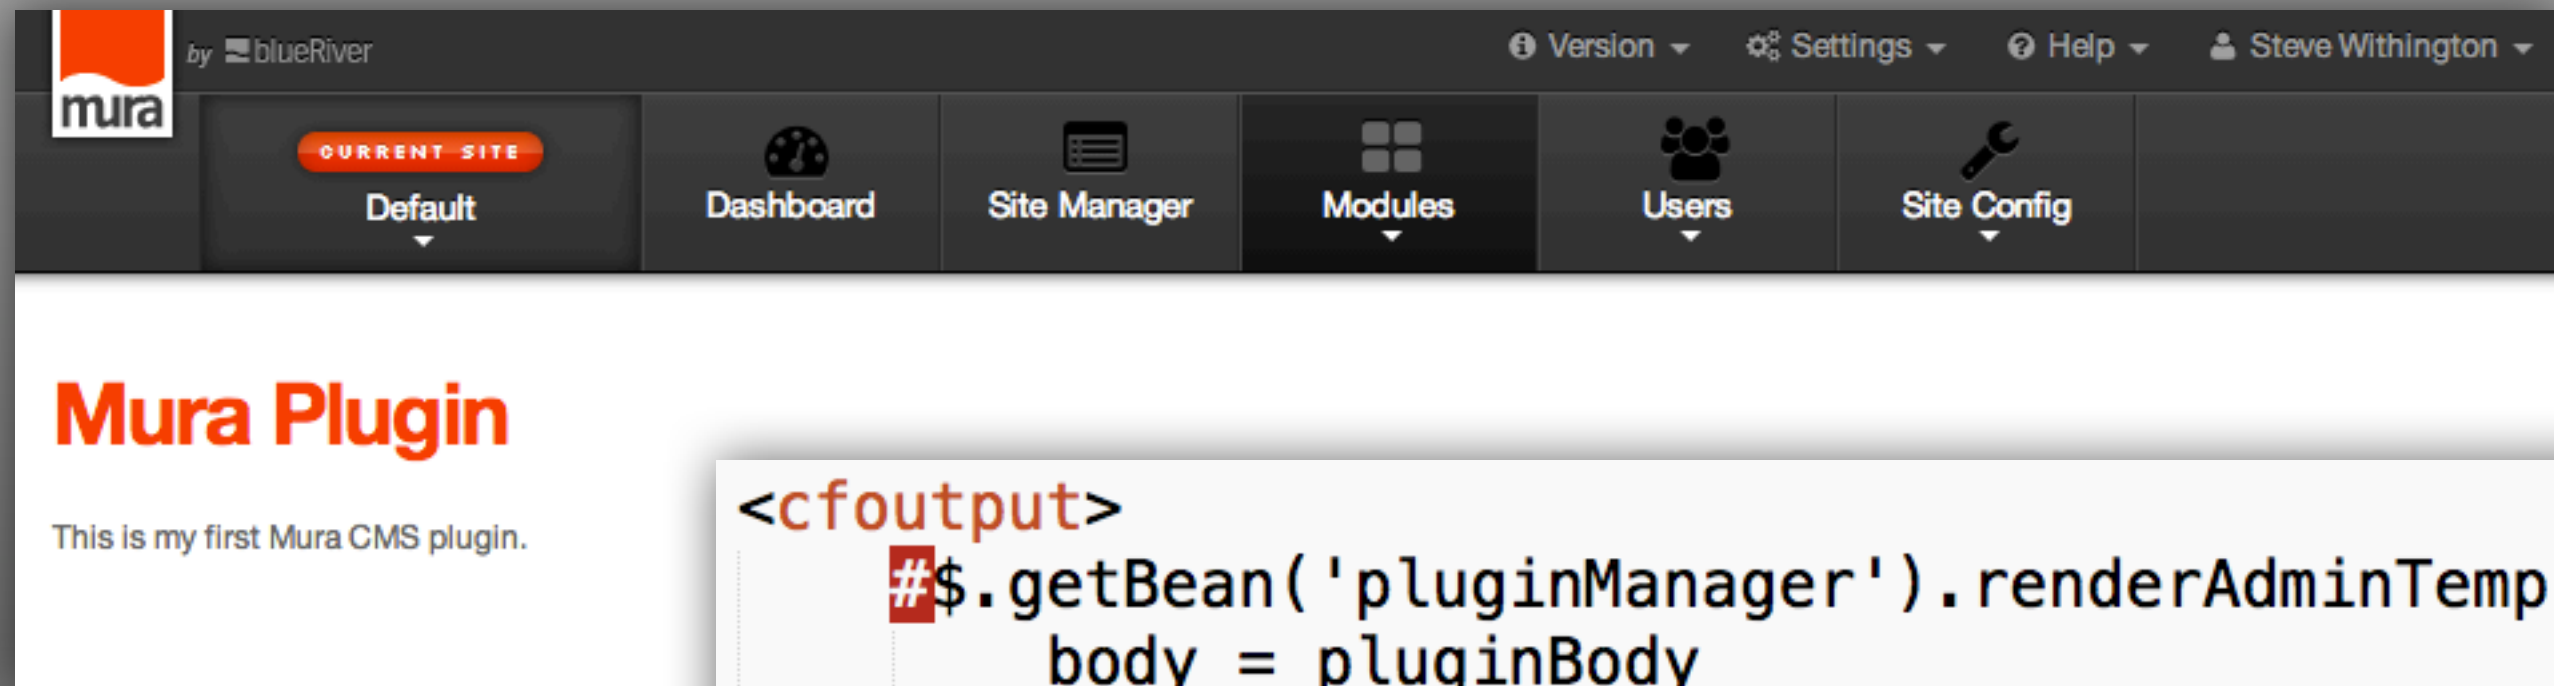 by blueRiver
Version Settings Help Steve Withington
mura
CURRENT SITE
Default
Dashboard
Site Manager
Modules
Users
Site Config
Mura Plugin
This is my first Mura CMS plugin.
<cfoutput>
#$.getBean('pluginManager').renderAdminTemp
body = pluginBody